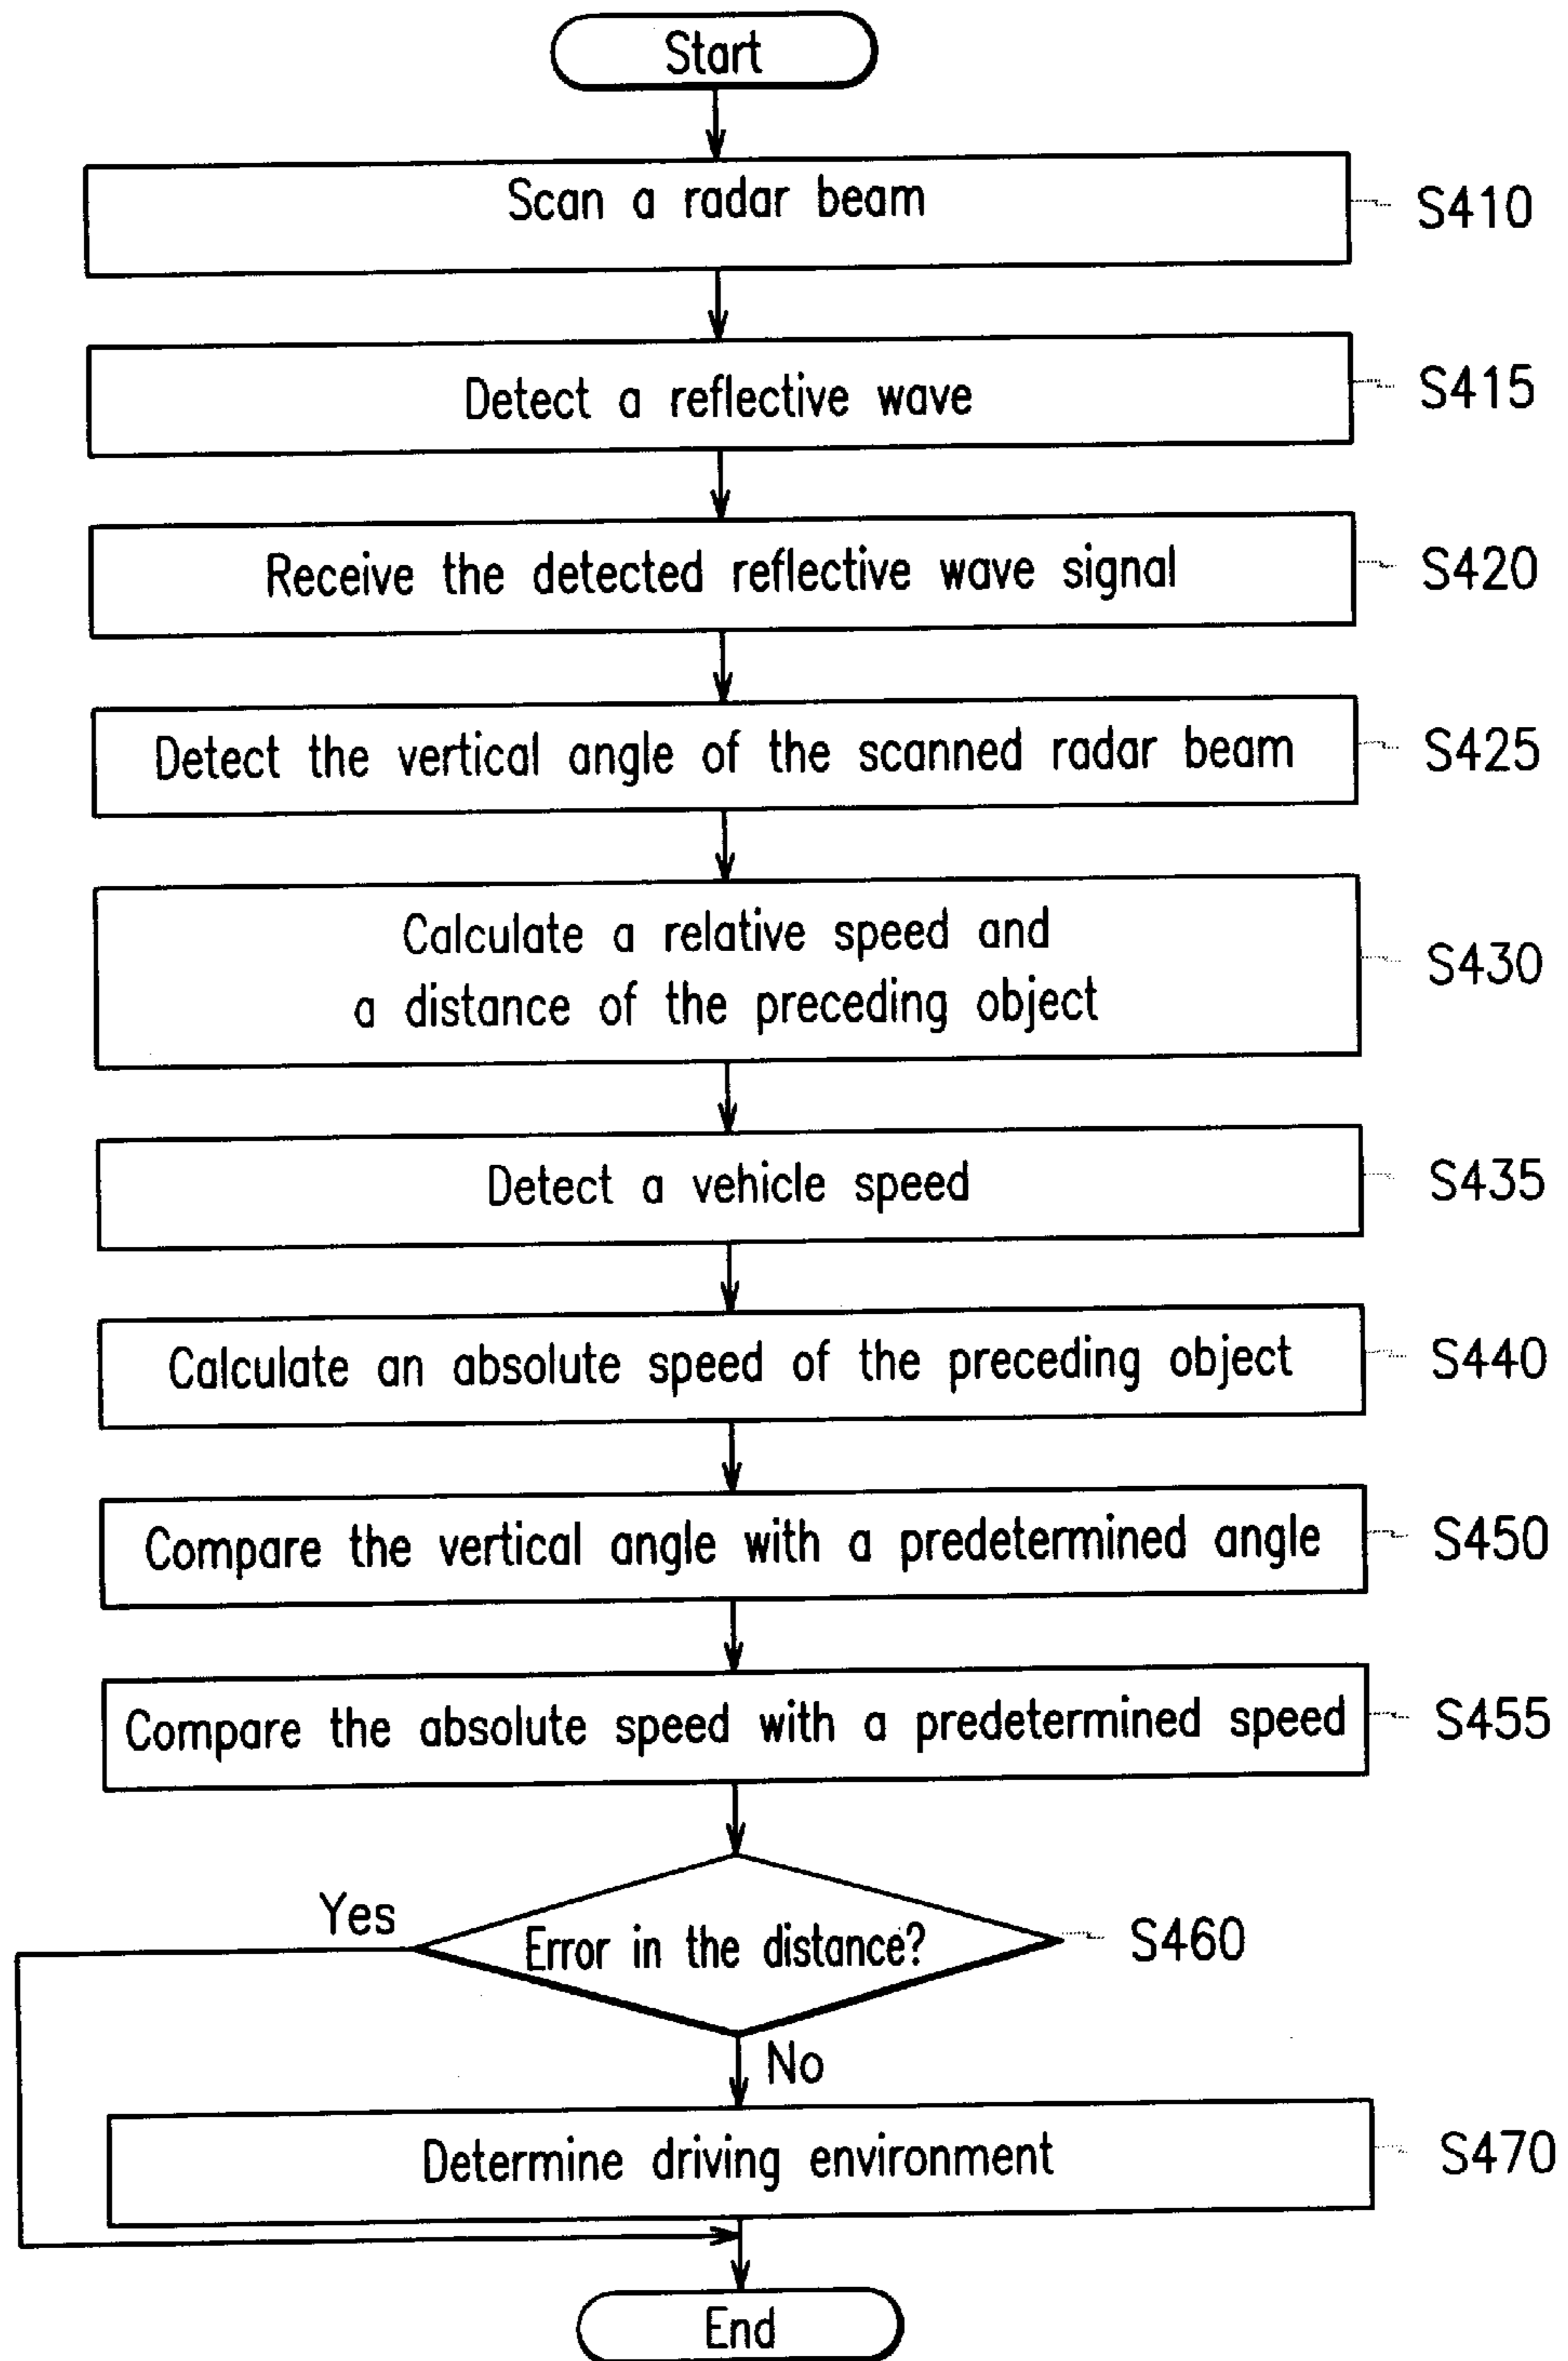 Start
Scan a radar beam
S410
Detect a reflective wave
S415
Receive the detected reflective wave signal
S420
Detect the vertical angle of the scanned radar beam
S425
Calculate a relative speed and
a distance of the preceding object
S430
Detect a vehicle speed
S435
Calculate an absolute speed of the preceding object
S440
Compare the vertical angle with a predetermined angle
S450
Compare the absolute speed with a predetermined speed
S455
Yes
Error in the distance?
S460
No
Determine driving environment
S470
End